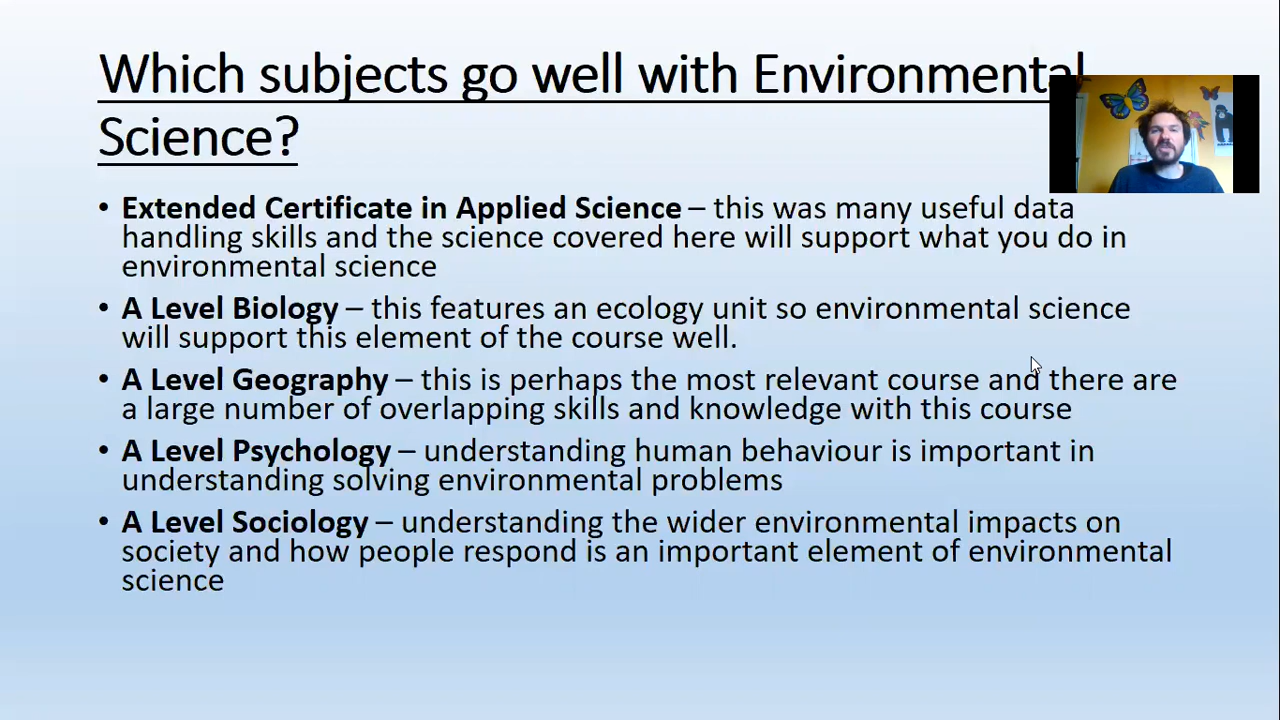 Which subjects go well with Environmental
Science?
• Extended Certificate in Applied Science – this was many useful data
handling skills and the science covered here will support what you do in
environmental science
• A Level Biology – this features an ecology unit so environmental science
will support this element of the course well.
• A Level Geography – this is perhaps the most relevant course and there are
a large number of overlapping skills and knowledge with this course
• A Level Psychology – understanding human behaviour is important in
understanding solving environmental problems
• A Level Sociology – understanding the wider environmental impacts on
society and how people respond is an important element of environmental
science